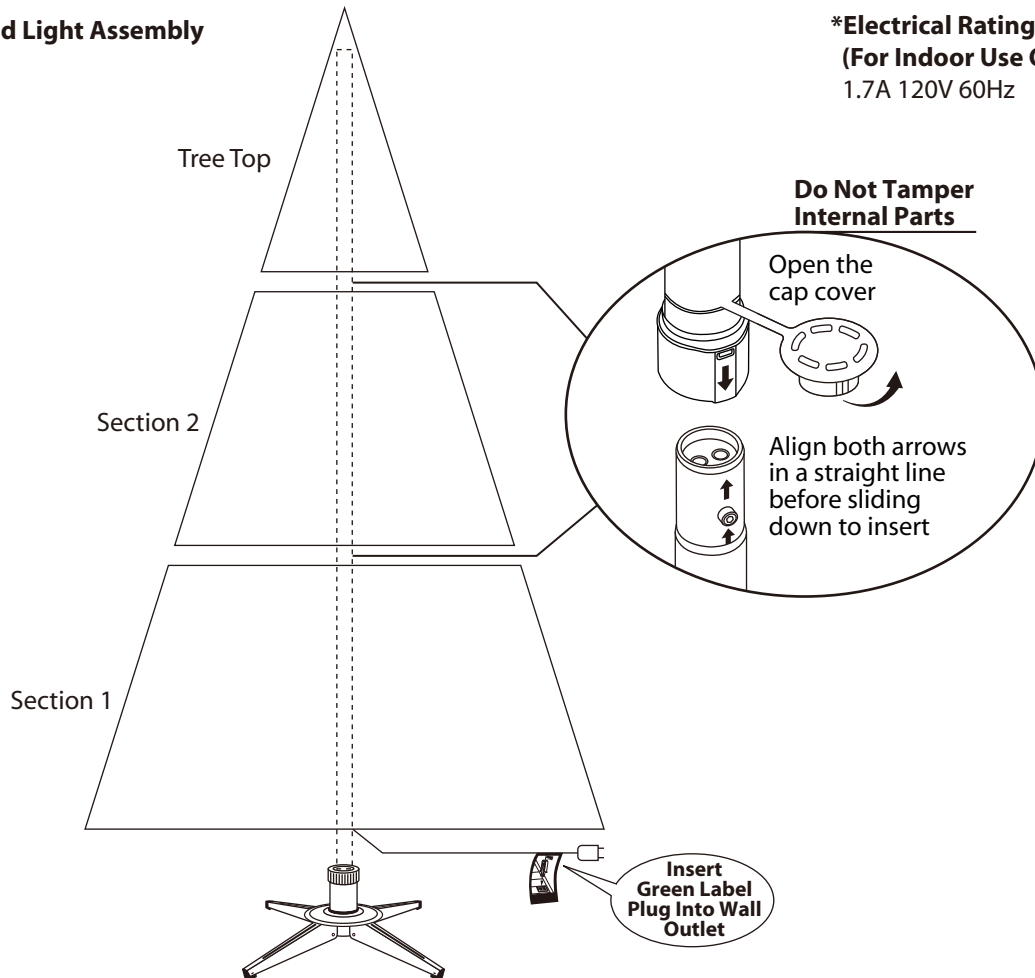 d Light Assembly
*Electrical Rating
(For Indoor Use
1.7A 120V 60Hz
Tree Top
Do Not Tamper
Internal Parts
Open the
cap cover
Section 2
Align both arrows
in a straight line
before sliding
down to insert
Section 1
Insert
Green Label
Plug Into Wall
Outlet